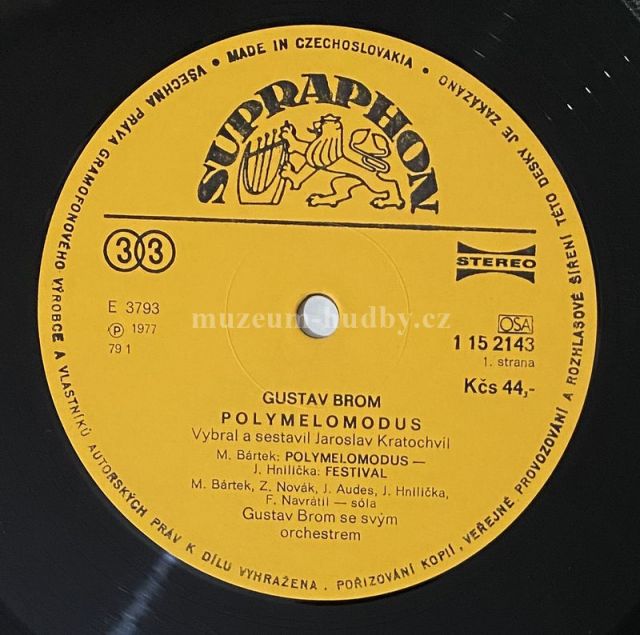 • MADE IN CZECHOSLOVAKIA •
VŠECHNA PRÁVA GRAMOFONOVÉHO VÝROBCE A VLASTNÍKŮ AUTORSKÝCH PRÁV K DÍLU VYHRAŽENA. POŘIZOVÁNÍ KOPIÍ, VEŘEJNÉ PROVOZOVÁNÍ A ROZHLASOVÉ ŠÍŘENÍ TÉTO DESKY JE ZAKÁZÁNO
SUPRAPHON
33
STEREO
E 3793
Ⓟ 1977
79 1
muzeum-hudby.cz
OSA
1 15 2143
1. strana
Kčs 44,-
GUSTAV BROM
POLYMELOMODUS
Vybral a sestavil Jaroslav Kratochvíl
M. Bártek: POLYMELOMODUS —
J. Hnilička: FESTIVAL
M. Bártek, Z. Novák, J. Audes, J. Hnilička,
F. Navrátil — sóla
Gustav Brom se svým
orchestrem